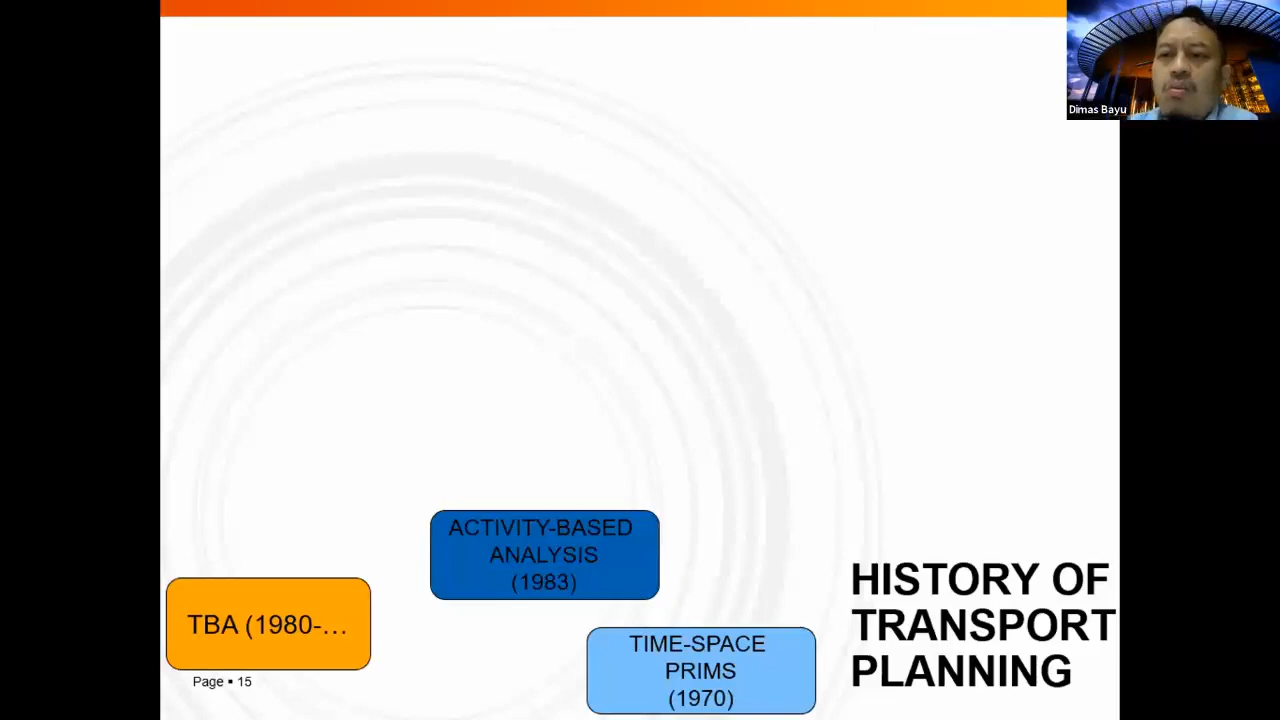 Dimas Bayu
ACTIVITY-BASED
ANALYSIS
(1983)
TBA (1980-…
TIME-SPACE
PRIMS
(1970)
HISTORY OF
TRANSPORT
PLANNING
Page ▪ 15